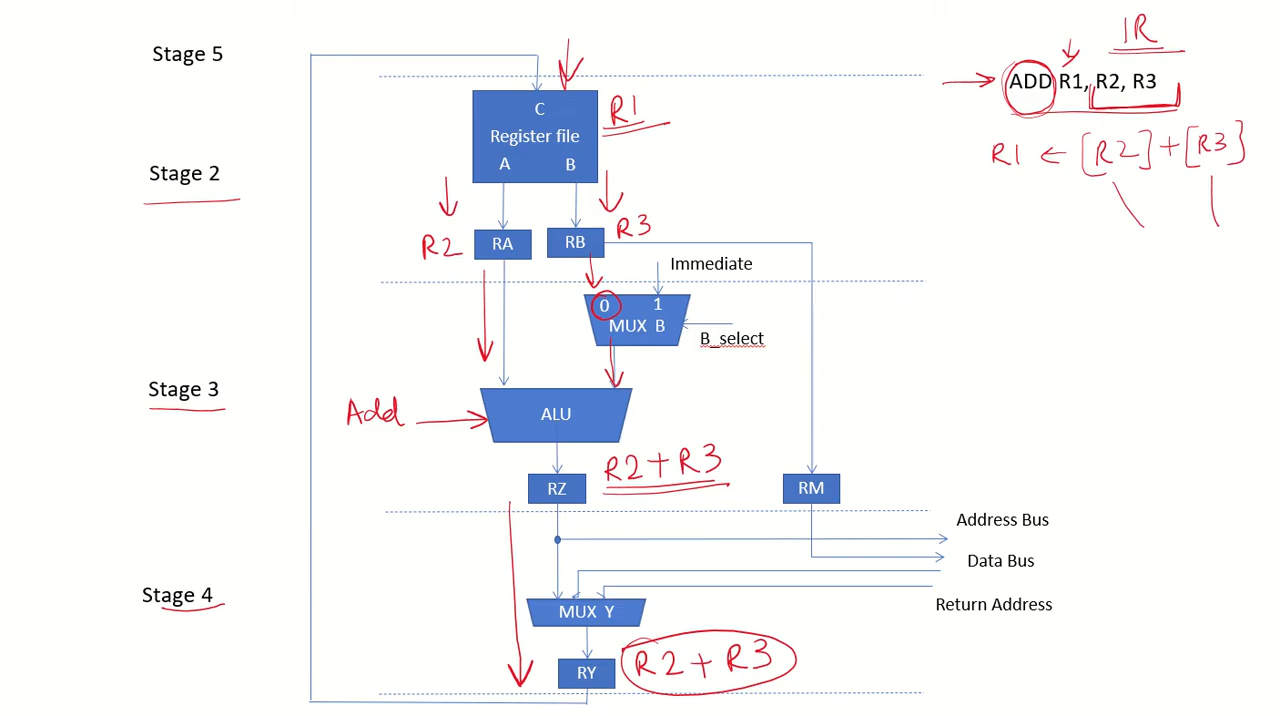 Stage 5
IR
ADD R1, R2, R3
R1 ← [R2] + [R3]
C
Register file
A B
R1
Stage 2
R2
RA
RB
R3
Immediate
0 1
MUX B
B_select
Stage 3
Add
ALU
RZ
R2 + R3
RM
Address Bus
Data Bus
Stage 4
MUX Y
Return Address
RY
R2 + R3